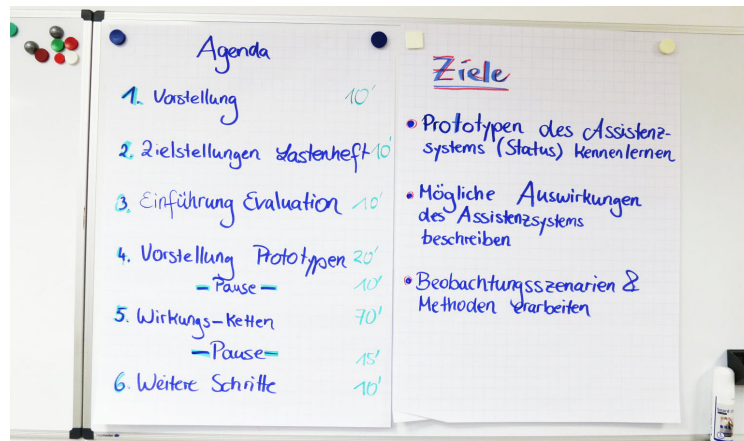 Agenda
1. Vorstellung 10'
2. Zielstellungen Lastenheft 10'
3. Einführung Evaluation 10'
4. Vorstellung Prototypen 20'
– Pause – 10'
5. Wirkungs-Ketten 70'
– Pause – 15'
6. Weitere Schritte 10'
Ziele
• Prototypen des Assistenz-
systems (Status) kennenlernen
• Mögliche Auswirkungen
des Assistenzsystems
beschreiben
• Beobachtungsszenarien &
Methoden erarbeiten